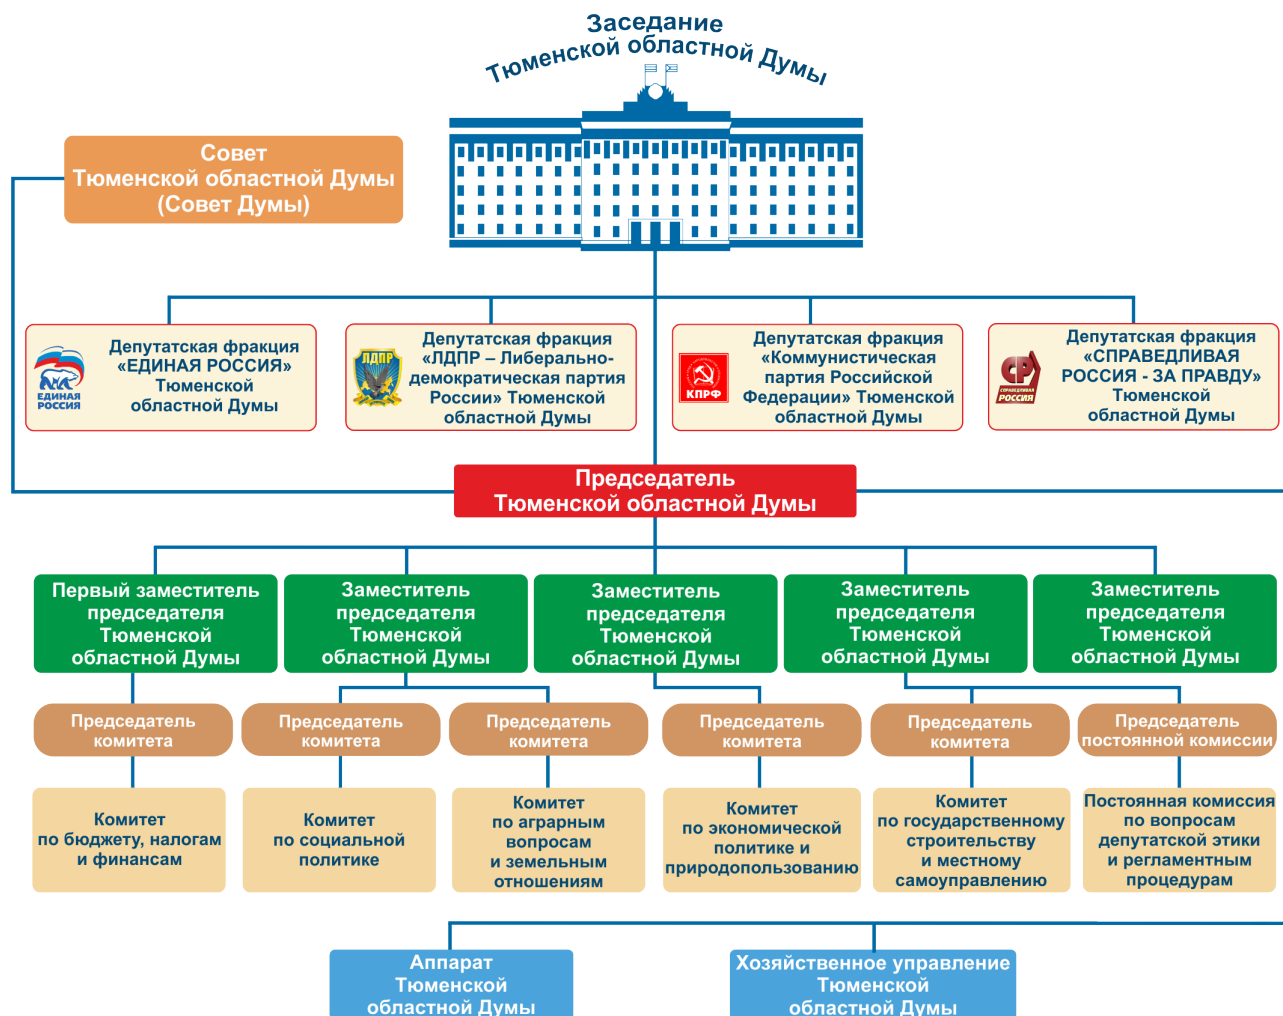 Заседание
Тюменской областной Думы
Совет
Тюменской областной Думы
(Совет Думы)
ЕДИНАЯ
РОССИЯ
Депутатская фракция
«ЕДИНАЯ РОССИЯ»
Тюменской
областной Думы
ЛДПР
Депутатская фракция
«ЛДПР – Либерально-
демократическая партия
России» Тюменской
областной Думы
КПРФ
Депутатская фракция
«Коммунистическая
партия Российской
Федерации» Тюменской
областной Думы
СР
СПРАВЕДЛИВАЯ
РОССИЯ
Депутатская фракция
«СПРАВЕДЛИВАЯ
РОССИЯ - ЗА ПРАВДУ»
Тюменской
областной Думы
Председатель
Тюменской областной Думы
Первый заместитель
председателя
Тюменской
областной Думы
Заместитель
председателя
Тюменской
областной Думы
Заместитель
председателя
Тюменской
областной Думы
Заместитель
председателя
Тюменской
областной Думы
Заместитель
председателя
Тюменской
областной Думы
Председатель
комитета
Председатель
комитета
Председатель
комитета
Председатель
комитета
Председатель
комитета
Председатель
постоянной комиссии
Комитет
по бюджету, налогам
и финансам
Комитет
по социальной
политике
Комитет
по аграрным
вопросам
и земельным
отношениям
Комитет
по экономической
политике и
природопользованию
Комитет
по государственному
строительству
и местному
самоуправлению
Постоянная комиссия
по вопросам
депутатской этики
и регламентным
процедурам
Аппарат
Тюменской
областной Думы
Хозяйственное управление
Тюменской
областной Думы